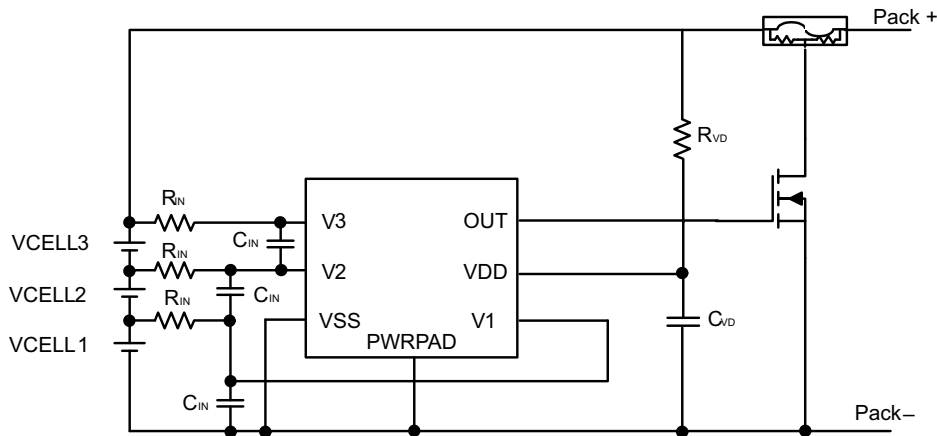 Pack +
RVD
RIN
V3
OUT
VCELL3
CIN
RIN
V2
VDD
VCELL2
CIN
RIN
VSS
V1
CVD
VCELL1
PWRPAD
CIN
Pack–